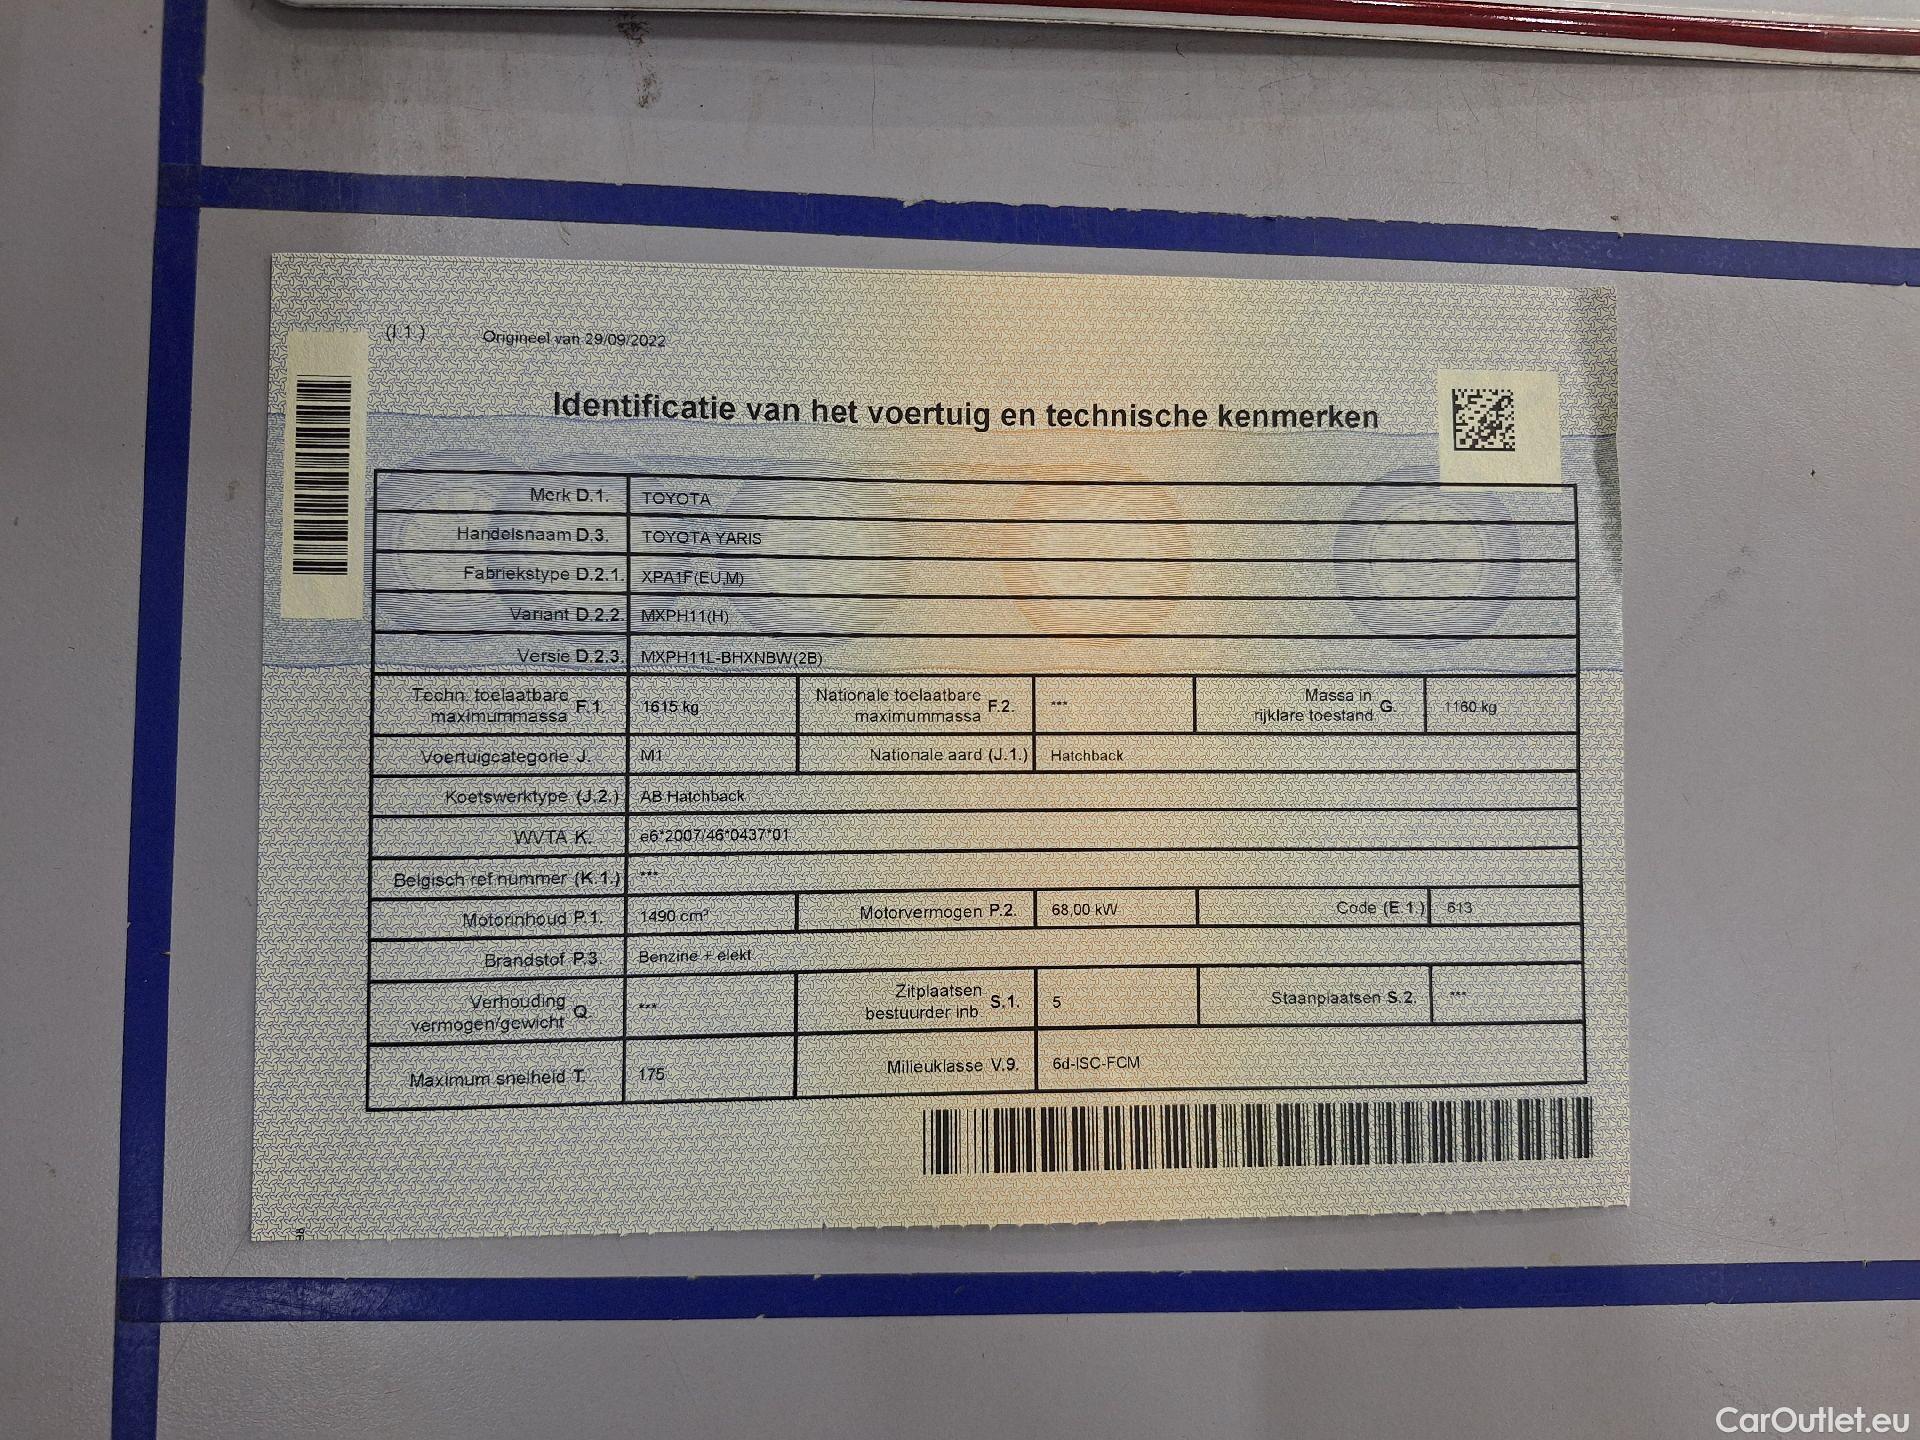 (I.1.) Origineel van 29/09/2022
Identificatie van het voertuig en technische kenmerken
Merk D.1. TOYOTA
Handelsnaam D.3. TOYOTA YARIS
Fabriekstype D.2.1. XPA1F(EU,M)
Variant D.2.2. MXPH11(H)
Versie D.2.3. MXPH11L-BHXNBW(2B)
Techn. toelaatbare maximummassa F.1. 1615 kg Nationale toelaatbare maximummassa F.2. *** Massa in rijklare toestand G. 1160 kg
Voertuigcategorie J. M1 Nationale aard (J.1.) Hatchback
Koetswerktype (J.2.) AB Hatchback
WVTA K. e6*2007/46*0437*01
Belgisch ref nummer (K.1.) ***
Motorinhoud P.1. 1490 cm³ Motorvermogen P.2. 68,00 kW Code (E.1.) 613
Brandstof P.3. Benzine + elekt
Verhouding vermogen/gewicht Q. *** Zitplaatsen bestuurder inb S.1. 5 Staanplaatsen S.2. ***
Maximum snelheid T. 175 Milieuklasse V.9. 6d-ISC-FCM
CarOutlet.eu